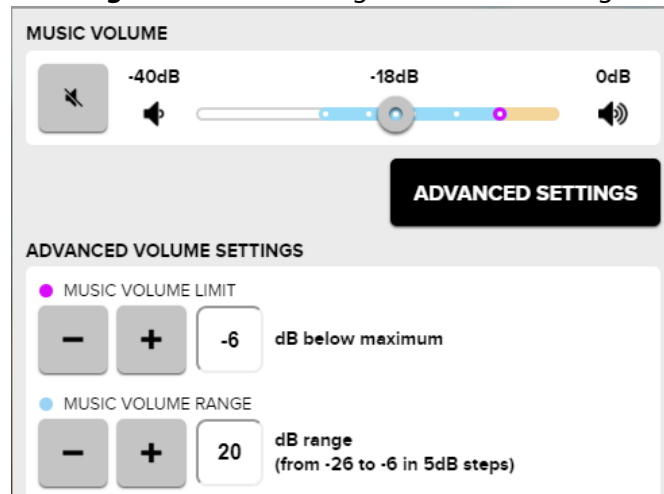 MUSIC VOLUME
-40dB -18dB 0dB
ADVANCED SETTINGS
ADVANCED VOLUME SETTINGS
MUSIC VOLUME LIMIT
- + -6 dB below maximum
MUSIC VOLUME RANGE
- + 20 dB range
(from -26 to -6 in 5dB steps)